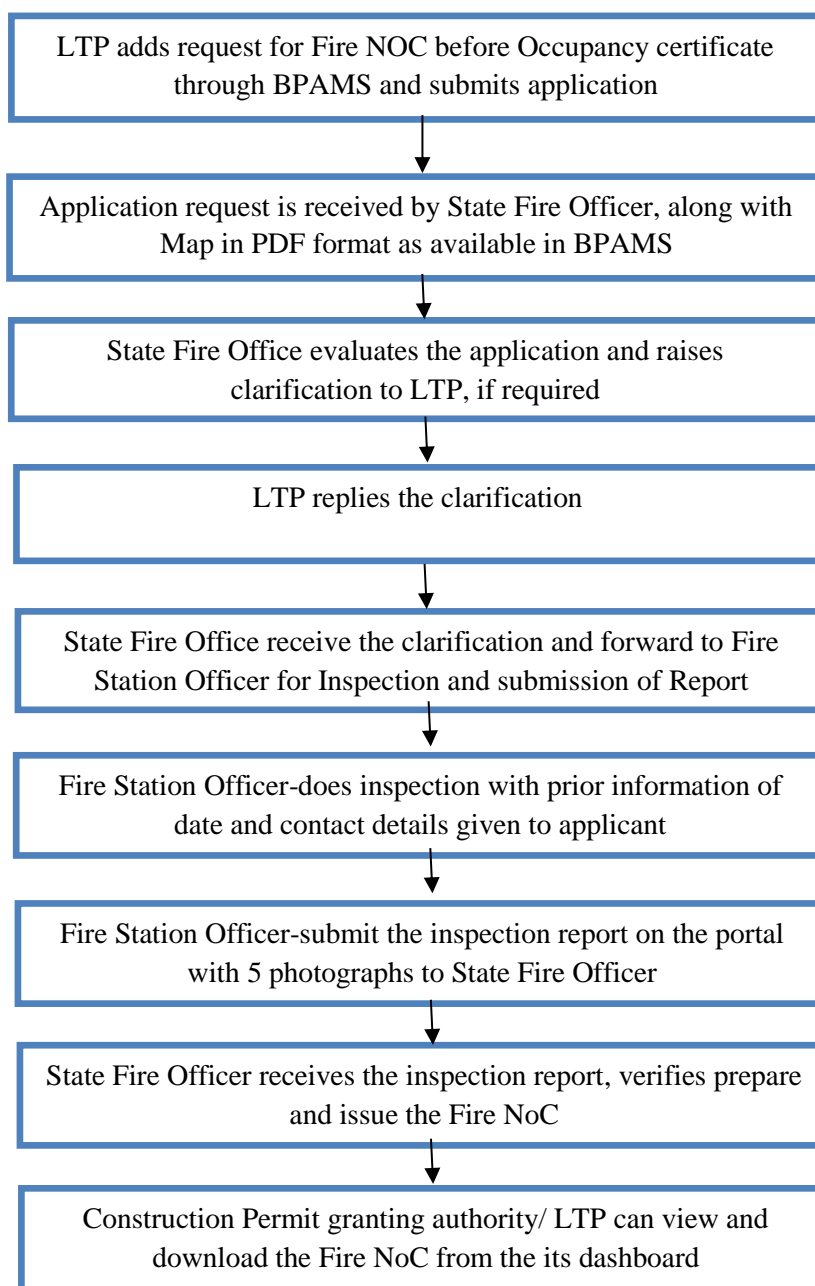 LTP adds request for Fire NOC before Occupancy certificate
through BPAMS and submits application
Application request is received by State Fire Officer, along with
Map in PDF format as available in BPAMS
State Fire Office evaluates the application and raises
clarification to LTP, if required
LTP replies the clarification
State Fire Office receive the clarification and forward to Fire
Station Officer for Inspection and submission of Report
Fire Station Officer-does inspection with prior information of
date and contact details given to applicant
Fire Station Officer-submit the inspection report on the portal
with 5 photographs to State Fire Officer
State Fire Officer receives the inspection report, verifies prepare
and issue the Fire NoC
Construction Permit granting authority/ LTP can view and
download the Fire NoC from the its dashboard